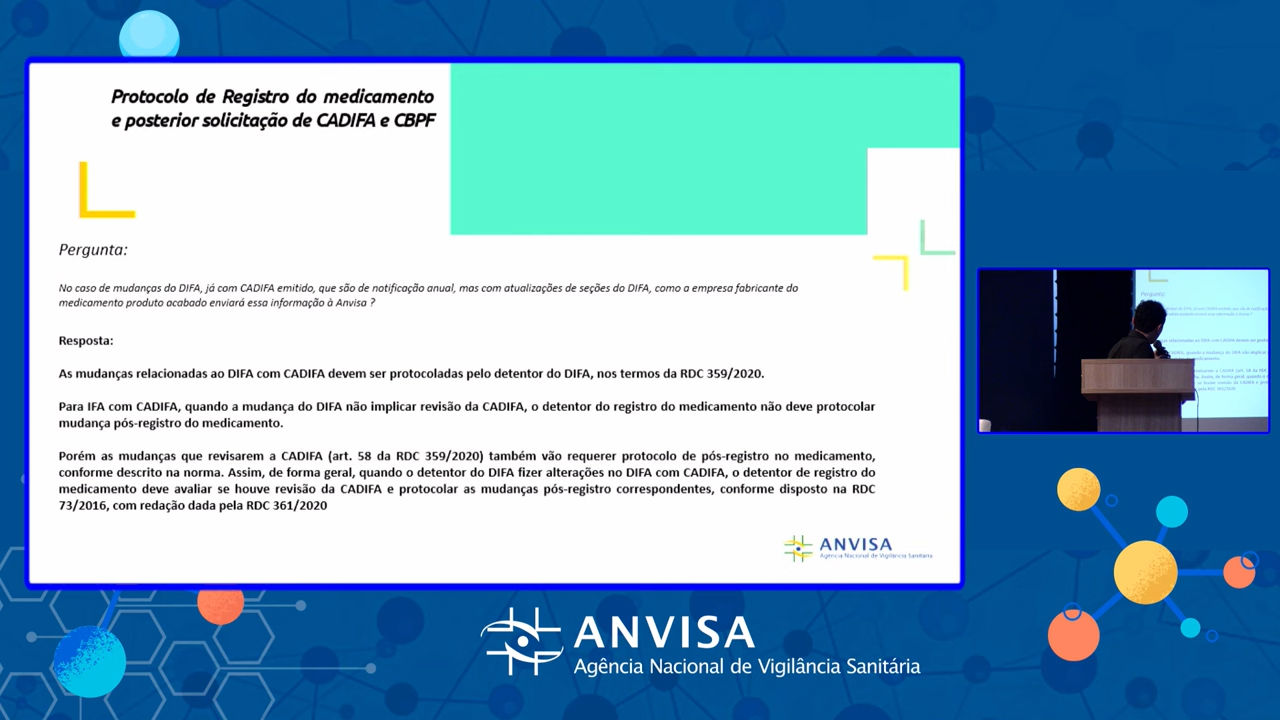 Protocolo de Registro do medicamento
e posterior solicitação de CADIFA e CBPF
Pergunta:
No caso de mudanças do DIFA, já com CADIFA emitido, que são de notificação anual, mas com atualizações de seções do DIFA, como a empresa fabricante do
medicamento produto acabado enviará essa informação à Anvisa ?
Resposta:
As mudanças relacionadas ao DIFA com CADIFA devem ser protocoladas pelo detentor do DIFA, nos termos da RDC 359/2020.
Para IFA com CADIFA, quando a mudança do DIFA não implicar revisão da CADIFA, o detentor do registro do medicamento não deve protocolar
mudança pós-registro do medicamento.
Porém as mudanças que revisarem a CADIFA (art. 58 da RDC 359/2020) também vão requerer protocolo de pós-registro no medicamento,
conforme descrito na norma. Assim, de forma geral, quando o detentor do DIFA fizer alterações no DIFA com CADIFA, o detentor de registro do
medicamento deve avaliar se houve revisão da CADIFA e protocolar as mudanças pós-registro correspondentes, conforme disposto na RDC
73/2016, com redação dada pela RDC 361/2020
ANVISA
Agência Nacional de Vigilância Sanitária
Pergunta:
ANVISA
Agência Nacional de Vigilância Sanitária